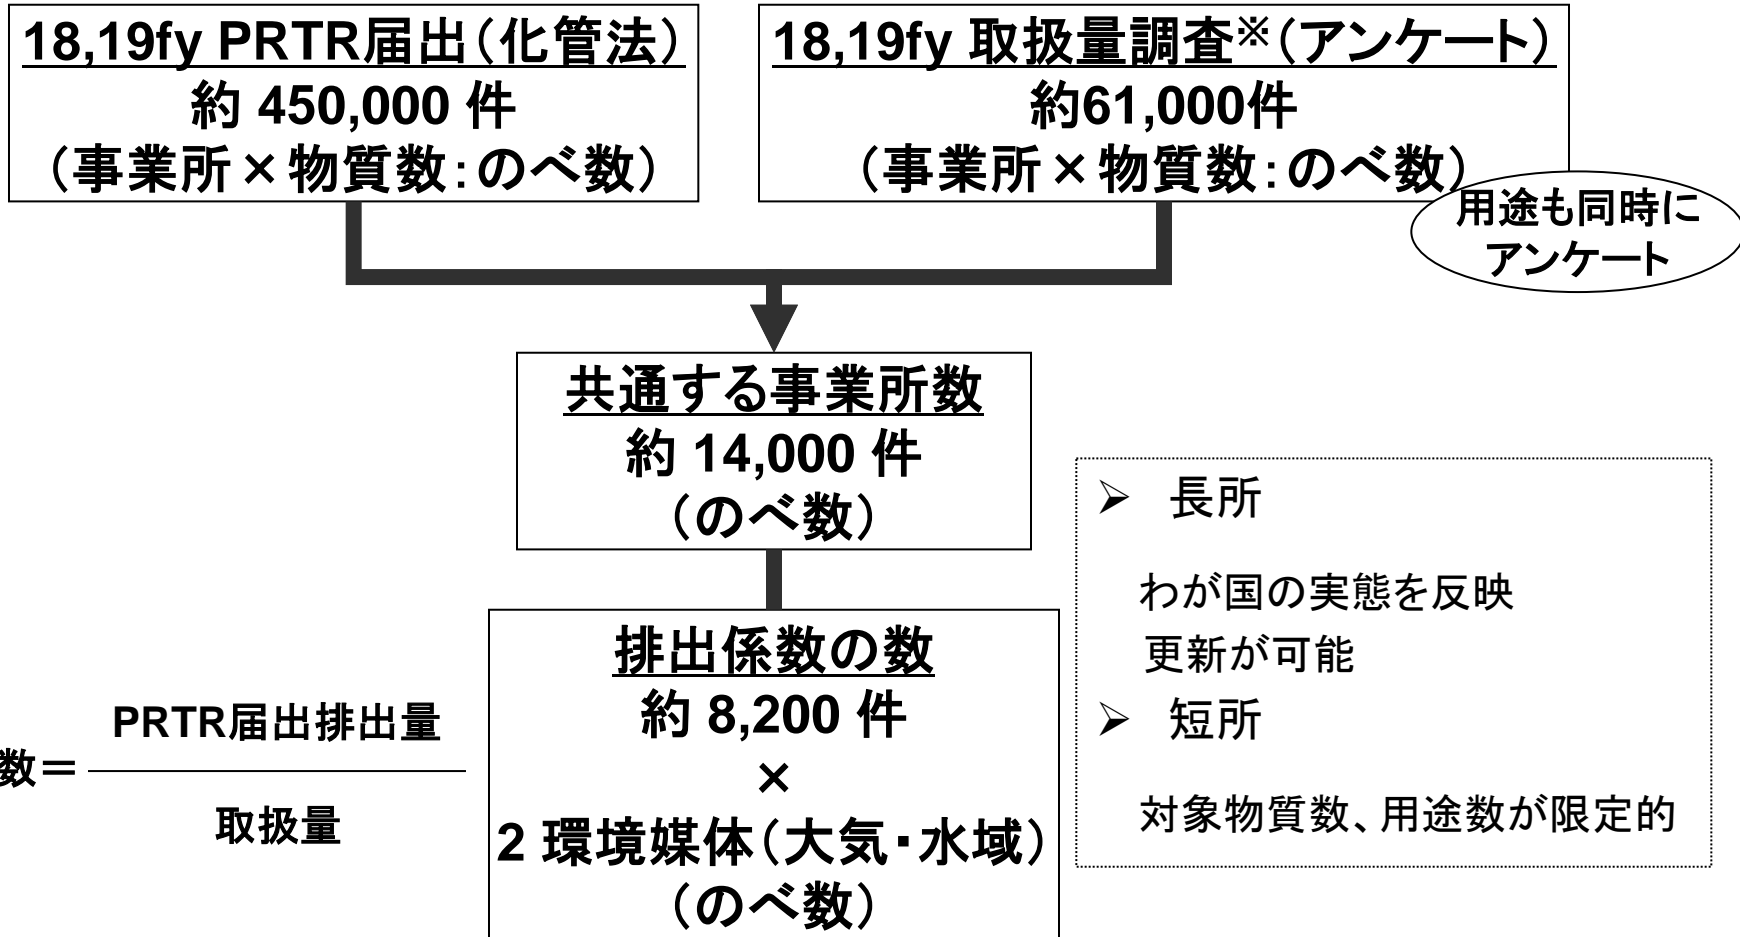 18,19fy PRTR届出（化管法）
約 450,000 件
（事業所×物質数：のべ数）
18,19fy 取扱量調査※（アンケート）
約61,000件
（事業所×物質数：のべ数）
用途も同時に
アンケート
共通する事業所数
約 14,000 件
（のべ数）
排出係数の数
約 8,200 件
×
2 環境媒体（大気・水域）
（のべ数）
数＝
PRTR届出排出量
取扱量
➢ 長所
わが国の実態を反映
更新が可能
➢ 短所
対象物質数、用途数が限定的